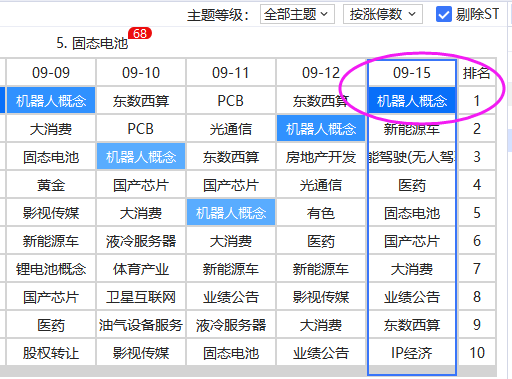 主题等级： 全部主题 按涨停数 剔除ST
5. 固态电池 68
09-09 09-10 09-11 09-12 09-15 排名
机器人概念 东数西算 PCB 东数西算 机器人概念 1
大消费 PCB 光通信 机器人概念 新能源车 2
固态电池 机器人概念 东数西算 房地产开发 能驾驶(无人驾 3
黄金 国产芯片 国产芯片 光通信 医药 4
影视传媒 大消费 机器人概念 有色 固态电池 5
新能源车 液冷服务器 大消费 医药 国产芯片 6
锂电池概念 体育产业 新能源车 新能源车 大消费 7
国产芯片 卫星互联网 业绩公告 影视传媒 业绩公告 8
医药 油气设备服务 液冷服务器 大消费 东数西算 9
股权转让 影视传媒 固态电池 业绩公告 IP经济 10